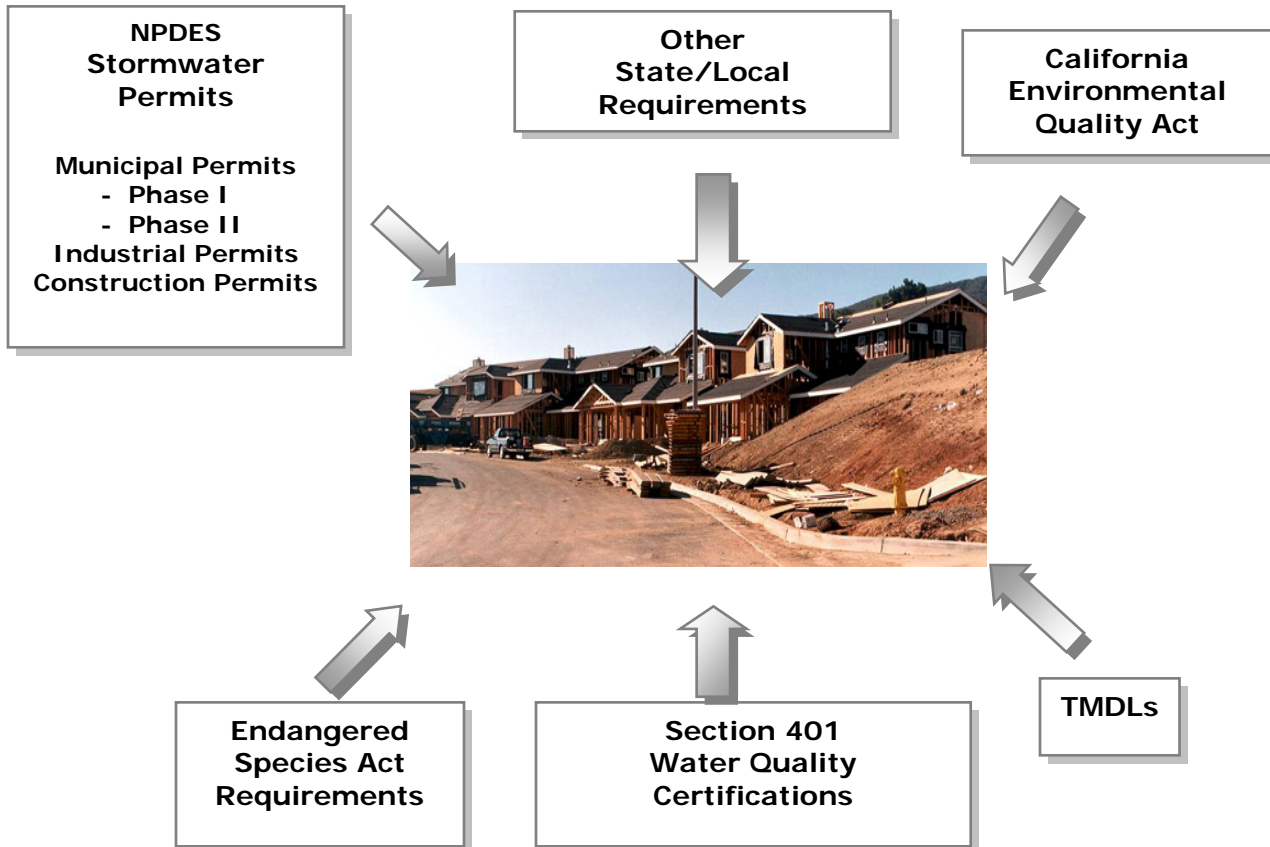 NPDES
Stormwater
Permits
Municipal Permits
- Phase I
- Phase II
Industrial Permits
Construction Permits
Other
State/Local
Requirements
California
Environmental
Quality Act
Endangered
Species Act
Requirements
Section 401
Water Quality
Certifications
TMDLs